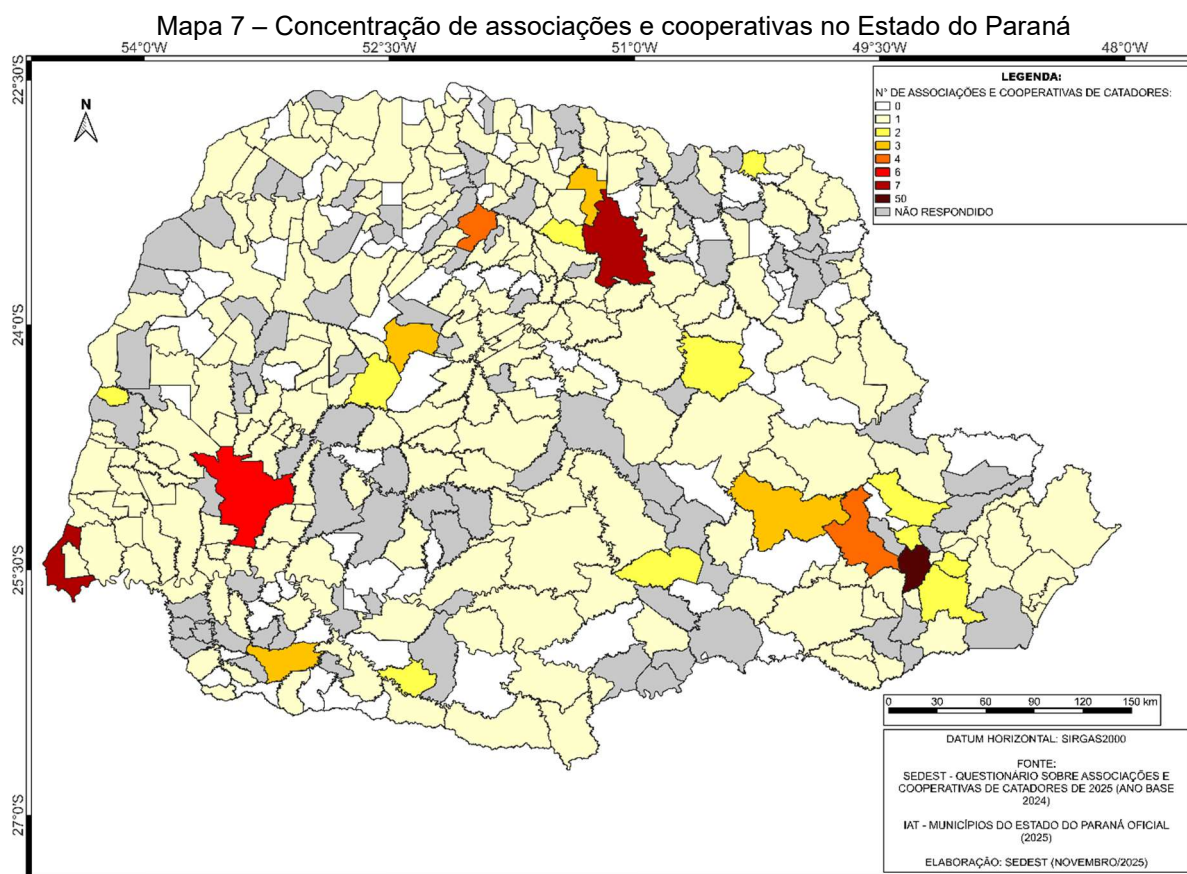 Mapa 7 – Concentração de associações e cooperativas no Estado do Paraná
54°0'W 52°30'W 51°0'W 49°30'W 48°0'W
22°30'S
24°0'S
25°30'S
27°0'S
N
LEGENDA:
N° DE ASSOCIAÇÕES E COOPERATIVAS DE CATADORES:
0
1
2
3
4
6
7
50
NÃO RESPONDIDO
0 30 60 90 120 150 km
DATUM HORIZONTAL: SIRGAS2000
FONTE:
SEDEST - QUESTIONÁRIO SOBRE ASSOCIAÇÕES E
COOPERATIVAS DE CATADORES DE 2025 (ANO BASE
2024)
IAT - MUNICÍPIOS DO ESTADO DO PARANÁ OFICIAL
(2025)
ELABORAÇÃO: SEDEST (NOVEMBRO/2025)